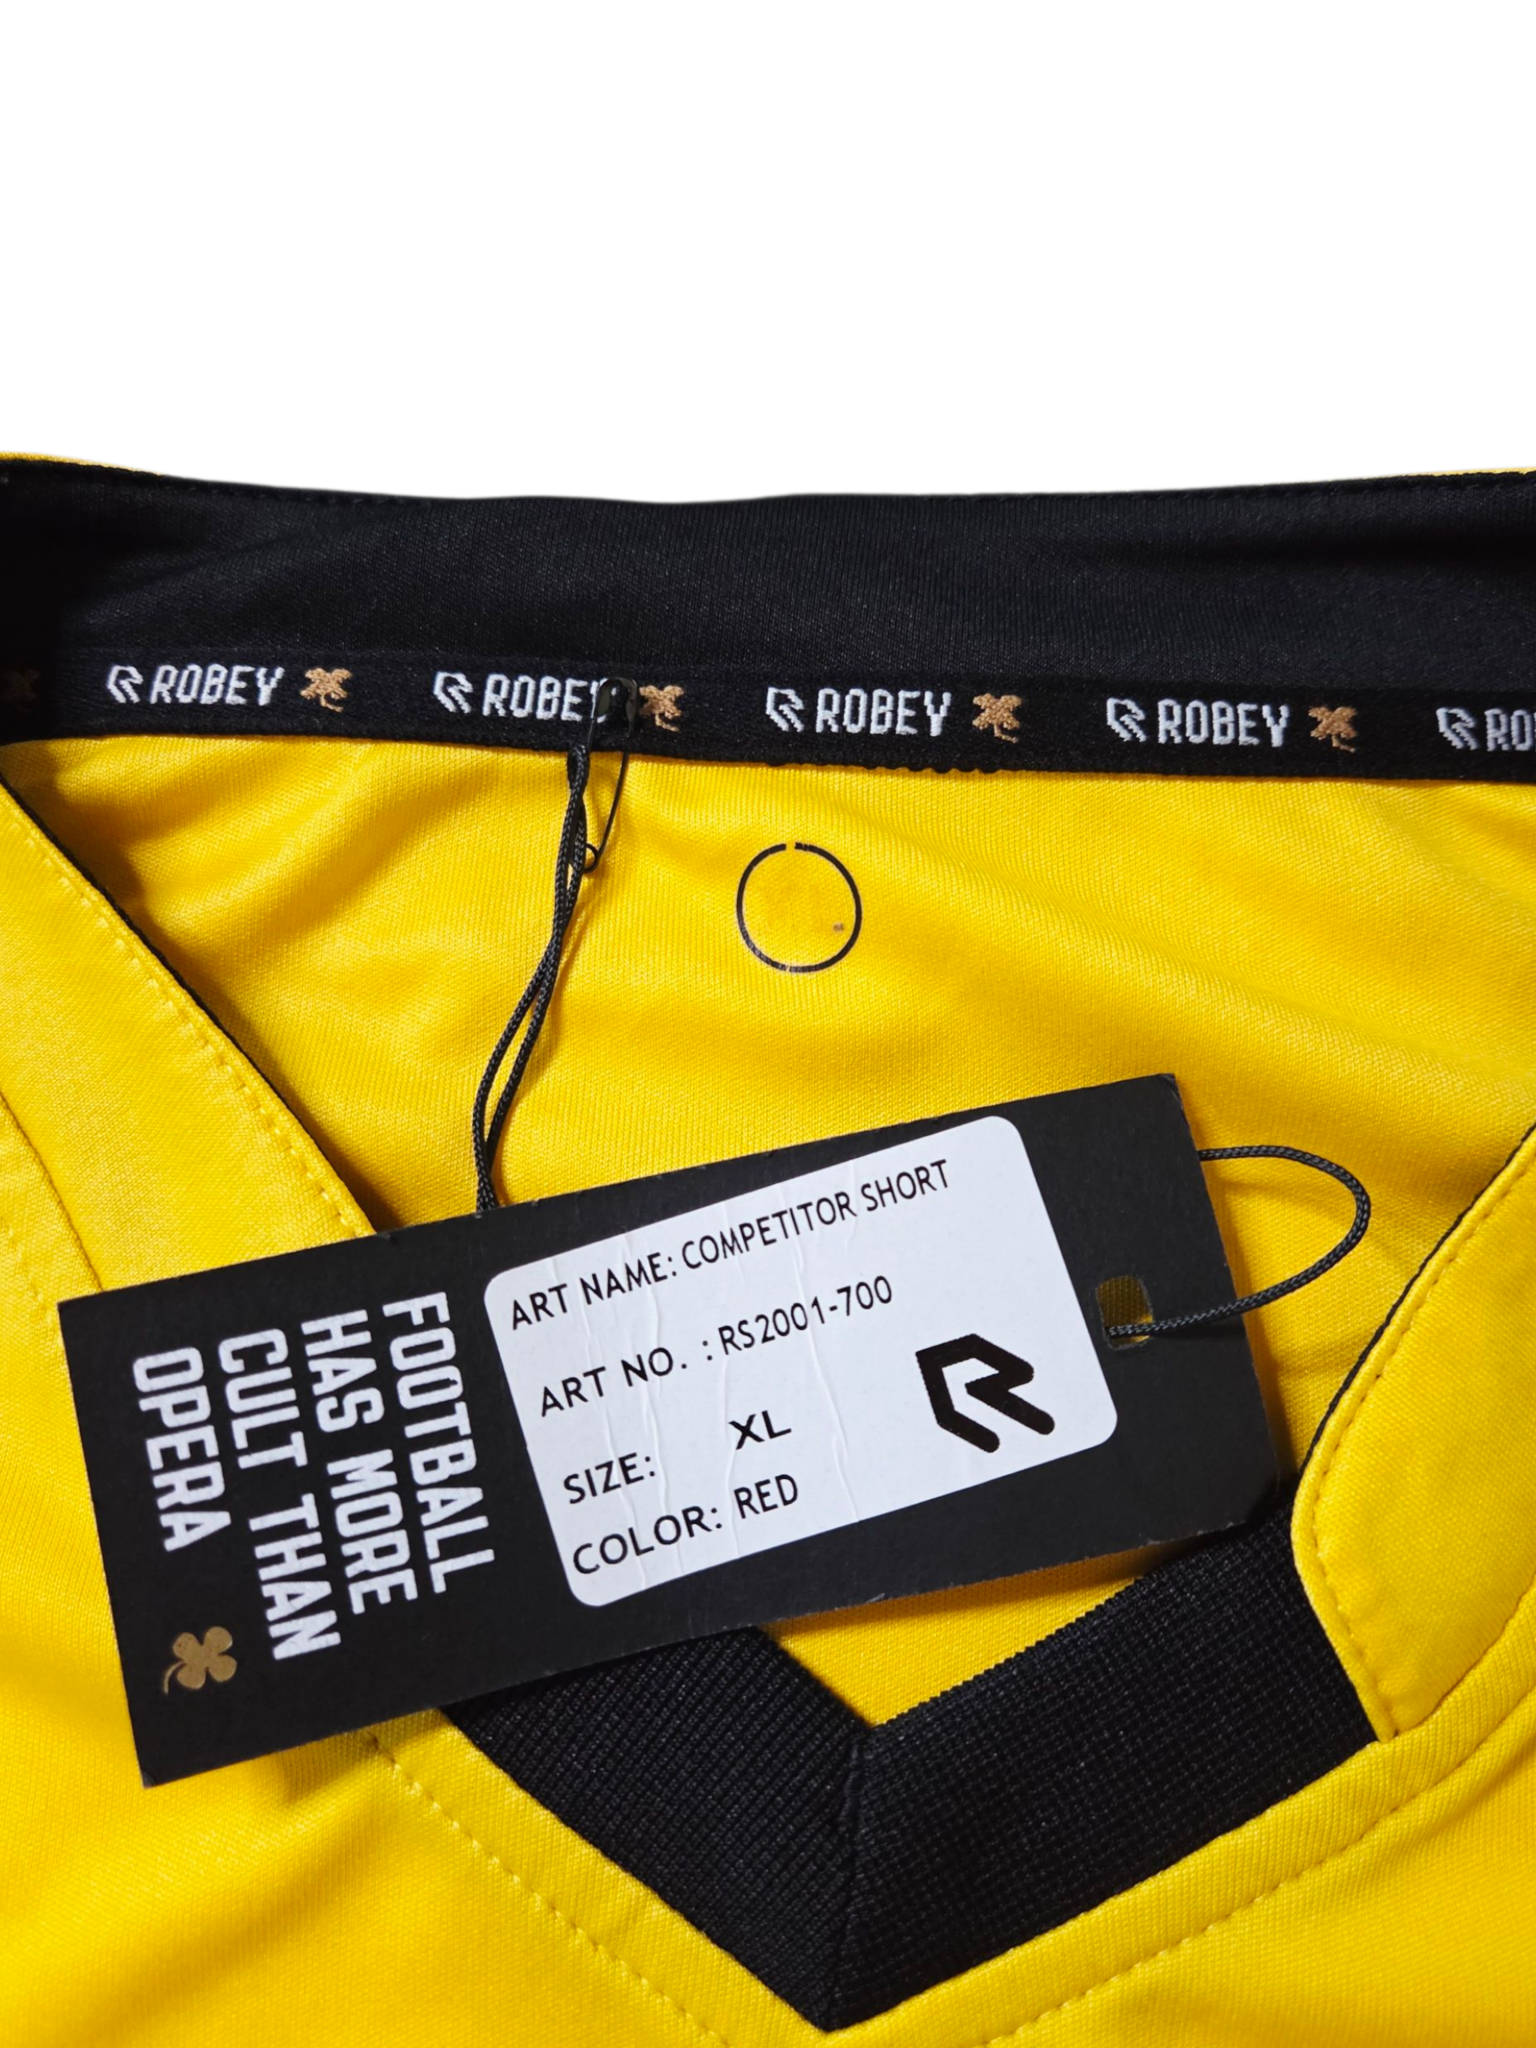 ROBEY ROBEY ROBEY ROBEY RO
ART NAME: COMPETITOR SHORT
ART NO. : RS2001-700
SIZE: XL
COLOR: RED
FOOTBALL
HAS MORE
CULT THAN
OPERA